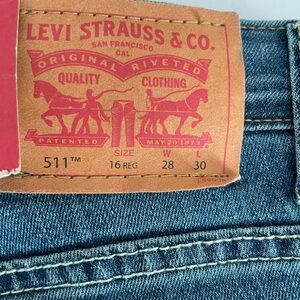 LEVI STRAUSS & CO.
SAN FRANCISCO
CAL.
ORIGINAL RIVETED
QUALITY CLOTHING
PATENTED MAY 20 1873
SIZE W L
511™ 16 REG 28 30